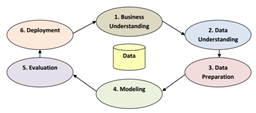 1. Business
Understanding
2. Data
Understanding
3. Data
Preparation
4. Modeling
5. Evaluation
6. Deployment
Data